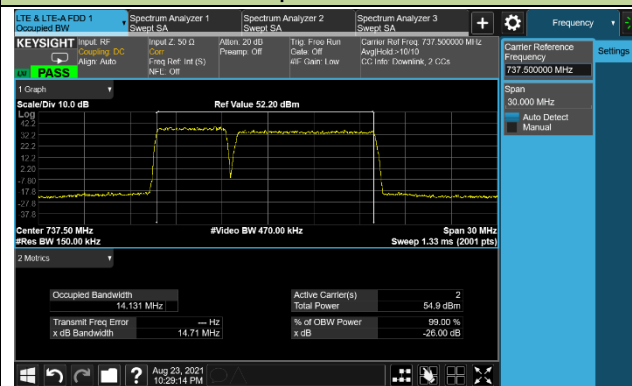 LTE & LTE-A FDD 1
Occupied BW
Spectrum Analyzer 1
Swept SA
Spectrum Analyzer 2
Swept SA
Spectrum Analyzer 3
Swept SA
+
Frequency
KEYSIGHT
Input: RF
Coupling: DC
Align: Auto
PASS
Input Z: 50 Ω
Corr
Freq Ref: Int (S)
NFE: Off
Atten: 20 dB
Preamp: Off
Trig: Free Run
Gate: Off
#IF Gain: Low
Carrier Ref Freq: 737.500000 MHz
Avg|Hold:>10/10
CC Info: Downlink, 2 CCs
Carrier Reference
Frequency
737.500000 MHz
Span
30.000 MHz
Auto Detect
Manual
Settings
1 Graph
Scale/Div 10.0 dB
Ref Value 52.20 dBm
Log
42.2
32.2
22.2
12.2
2.20
-7.80
-17.8
-27.8
-37.8
Center 737.50 MHz
#Video BW 470.00 kHz
Span 30 MHz
#Res BW 150.00 kHz
Sweep 1.33 ms (2001 pts)
2 Metrics
Occupied Bandwidth
14.131 MHz
Active Carrier(s) 2
Total Power 54.9 dBm
Transmit Freq Error --- Hz
x dB Bandwidth 14.71 MHz
% of OBW Power 99.00 %
x dB -26.00 dB
?
Aug 23, 2021
10:29:14 PM